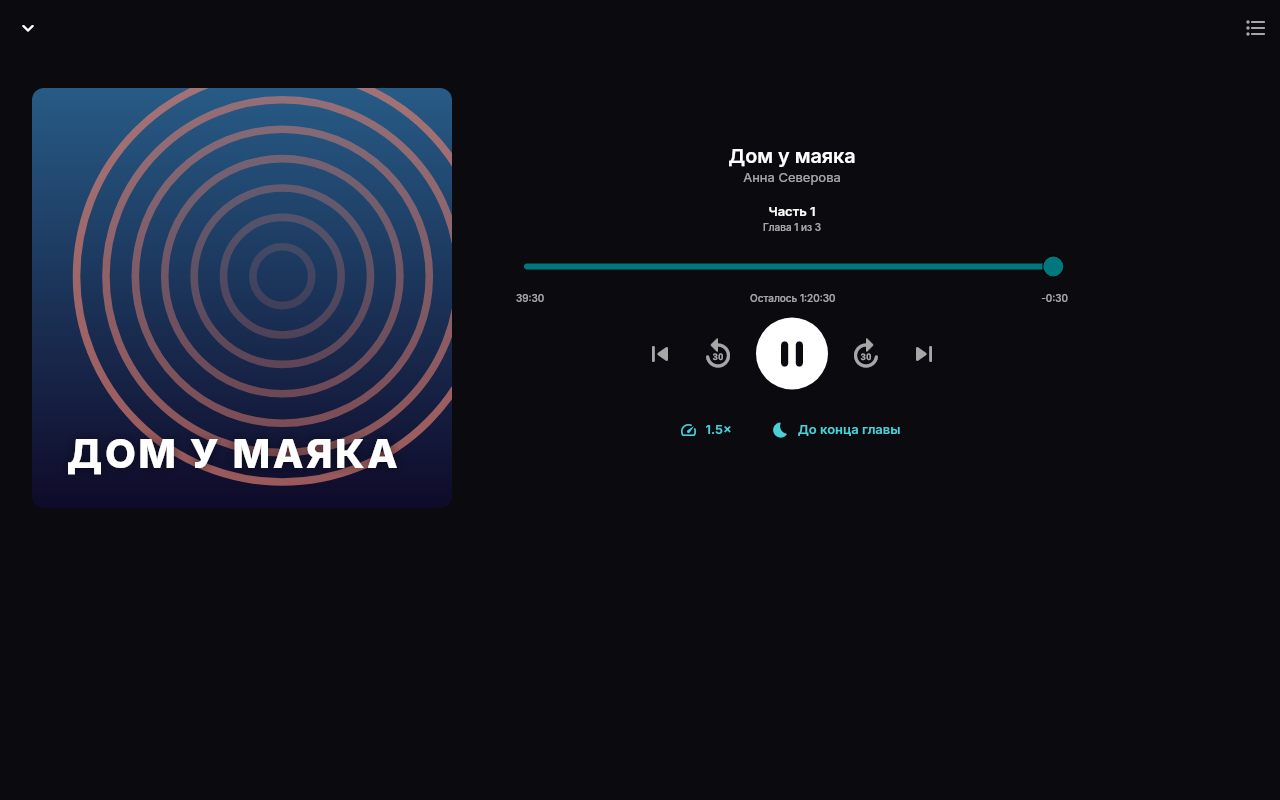 ДОМ У МАЯКА
Дом у маяка
Анна Северова
Часть 1
Глава 1 из 3
39:30
Осталось 1:20:30
-0:30
30
30
1.5×
До конца главы